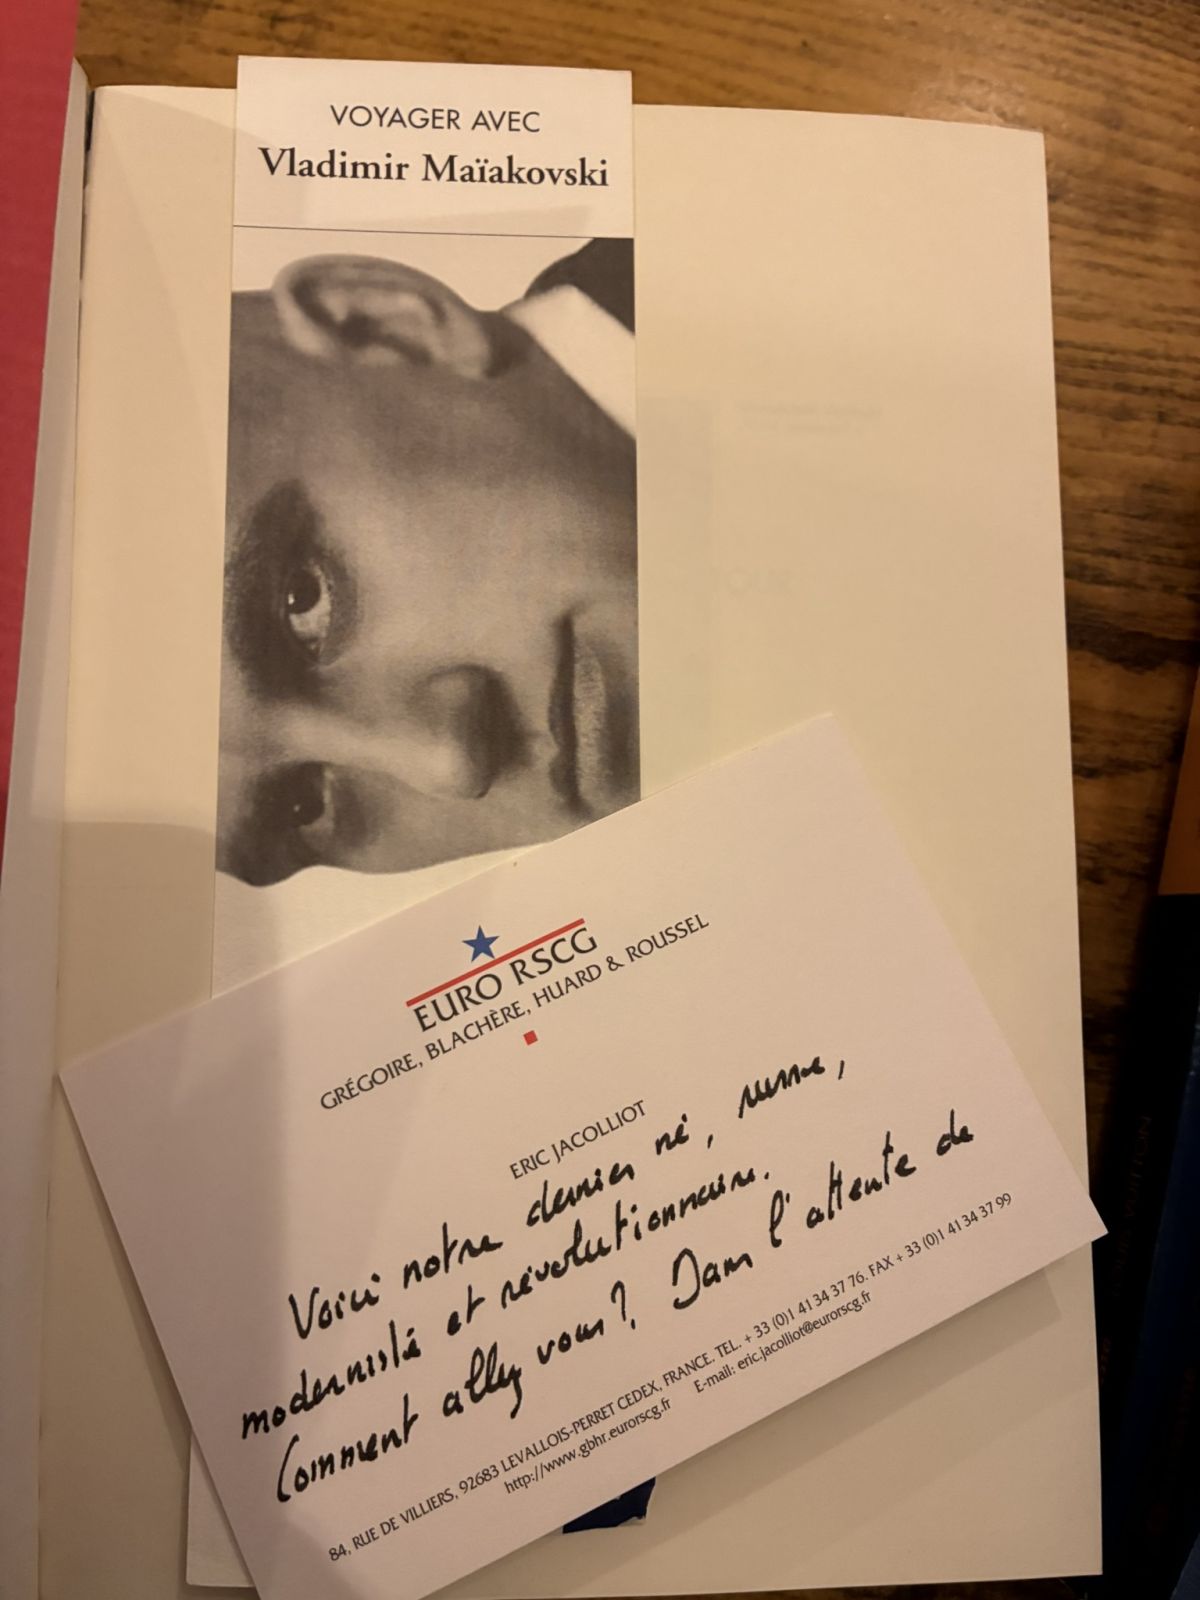 VOYAGER AVEC
Vladimir Maïakovski
EURO RSCG
GRÉGOIRE, BLACHÈRE, HUARD & ROUSSEL
ERIC JACOLLIOT
Voici notre dernier né, russe,
moderniste et révolutionnaire.
Comment allez vous? Dans l'attente de
84, RUE DE VILLIERS, 92683 LEVALLOIS-PERRET CEDEX, FRANCE. TEL. + 33 (0)1 41 34 37 76. FAX + 33 (0)1 41 34 37 99
http://www.gbhr.eurorscg.fr E-mail: eric.jacolliot@eurorscg.fr